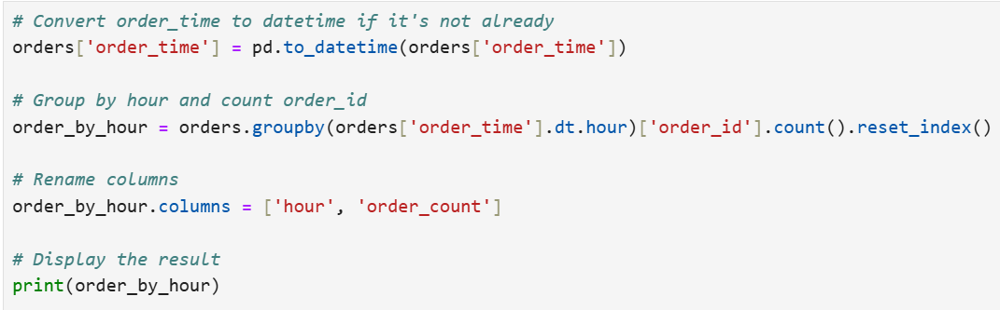 # Convert order_time to datetime if it's not already
orders['order_time'] = pd.to_datetime(orders['order_time'])
# Group by hour and count order_id
order_by_hour = orders.groupby(orders['order_time'].dt.hour)['order_id'].count().reset_index()
# Rename columns
order_by_hour.columns = ['hour', 'order_count']
# Display the result
print(order_by_hour)